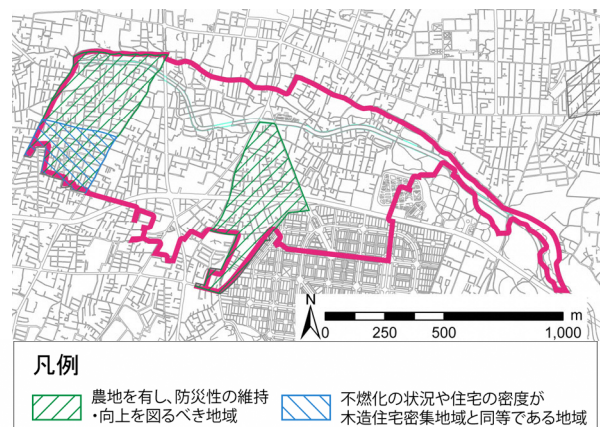 N
m
0 250 500 1,000
凡例
農地を有し、防災性の維持
・向上を図るべき地域
不燃化の状況や住宅の密度が
木造住宅密集地域と同等である地域